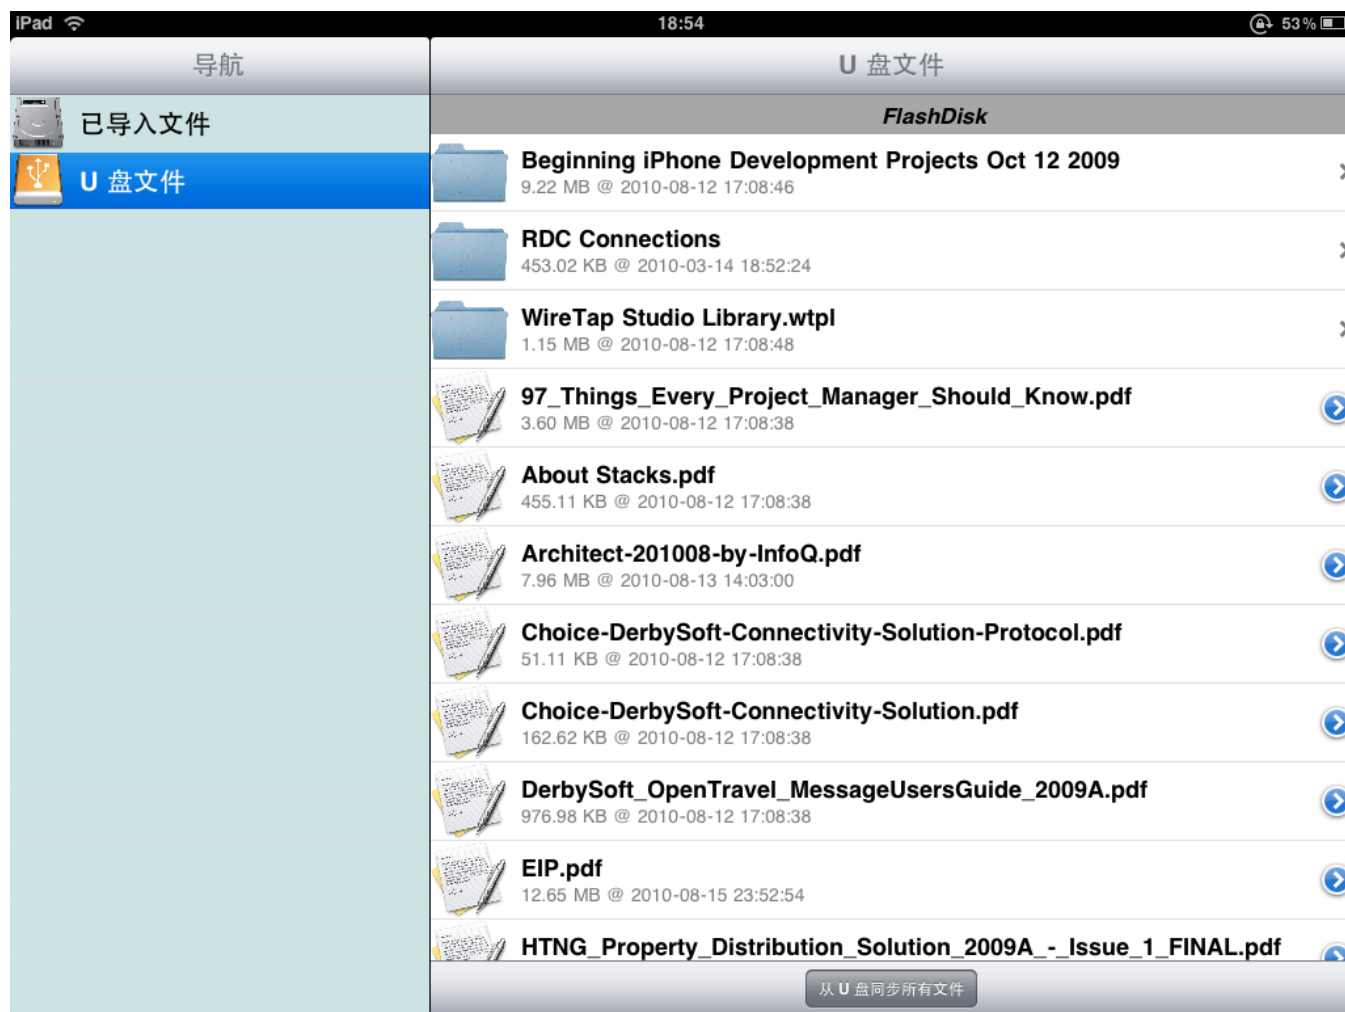 iPad 18:54 53%
导航
U 盘文件
已导入文件
U 盘文件
FlashDisk
Beginning iPhone Development Projects Oct 12 2009
9.22 MB @ 2010-08-12 17:08:46
RDC Connections
453.02 KB @ 2010-03-14 18:52:24
WireTap Studio Library.wtpl
1.15 MB @ 2010-08-12 17:08:48
97_Things_Every_Project_Manager_Should_Know.pdf
3.60 MB @ 2010-08-12 17:08:38
About Stacks.pdf
455.11 KB @ 2010-08-12 17:08:38
Architect-201008-by-InfoQ.pdf
7.96 MB @ 2010-08-13 14:03:00
Choice-DerbySoft-Connectivity-Solution-Protocol.pdf
51.11 KB @ 2010-08-12 17:08:38
Choice-DerbySoft-Connectivity-Solution.pdf
162.62 KB @ 2010-08-12 17:08:38
DerbySoft_OpenTravel_MessageUsersGuide_2009A.pdf
976.98 KB @ 2010-08-12 17:08:38
EIP.pdf
12.65 MB @ 2010-08-15 23:52:54
HTNG_Property_Distribution_Solution_2009A_-_Issue_1_FINAL.pdf
从 U 盘同步所有文件